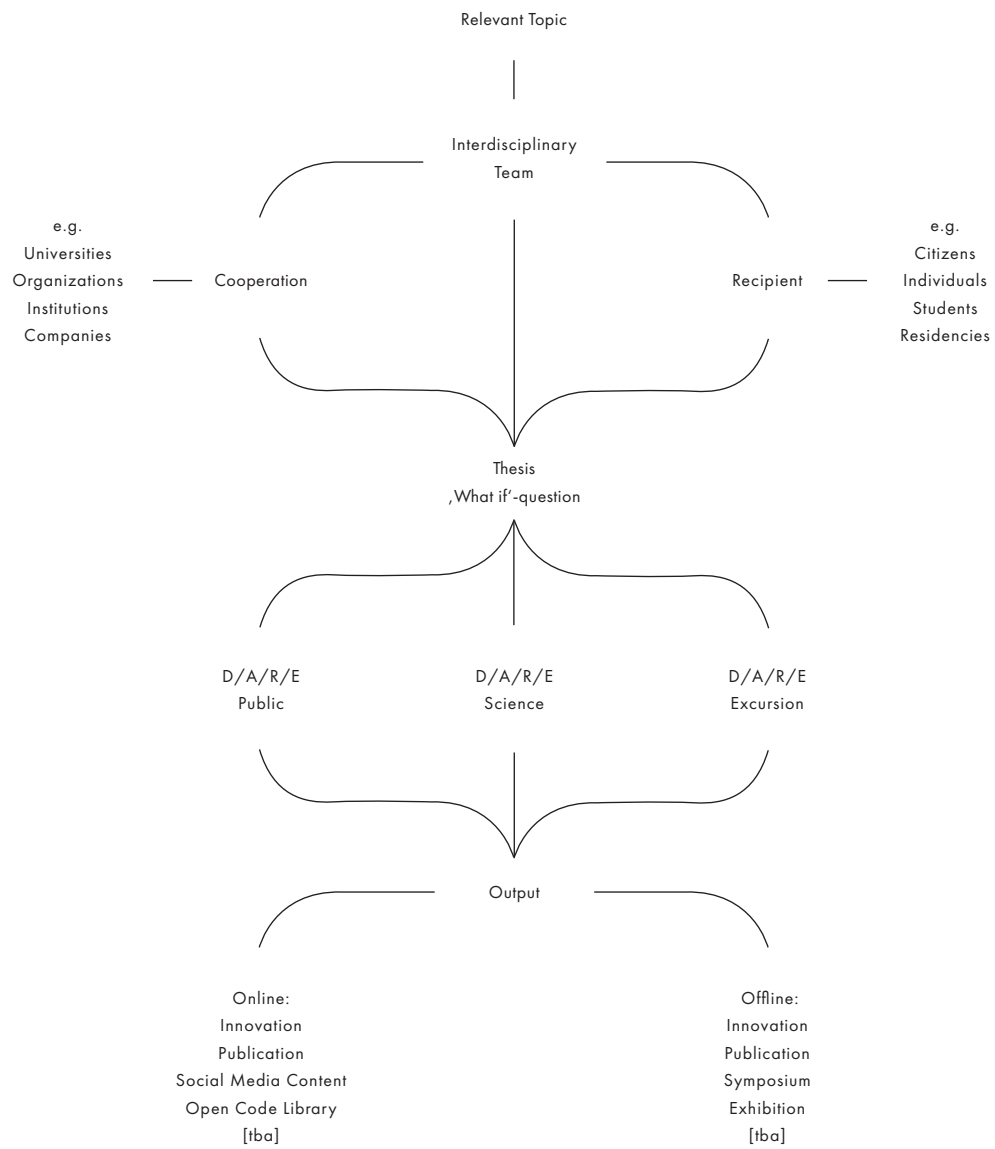 Relevant Topic
Interdisciplinary
Team
e.g.
Universities
Organizations
Institutions
Companies
Cooperation
Recipient
e.g.
Citizens
Individuals
Students
Residencies
Thesis
‚What if‘-question
D/A/R/E
Public
D/A/R/E
Science
D/A/R/E
Excursion
Output
Online:
Innovation
Publication
Social Media Content
Open Code Library
[tba]
Offline:
Innovation
Publication
Symposium
Exhibition
[tba]